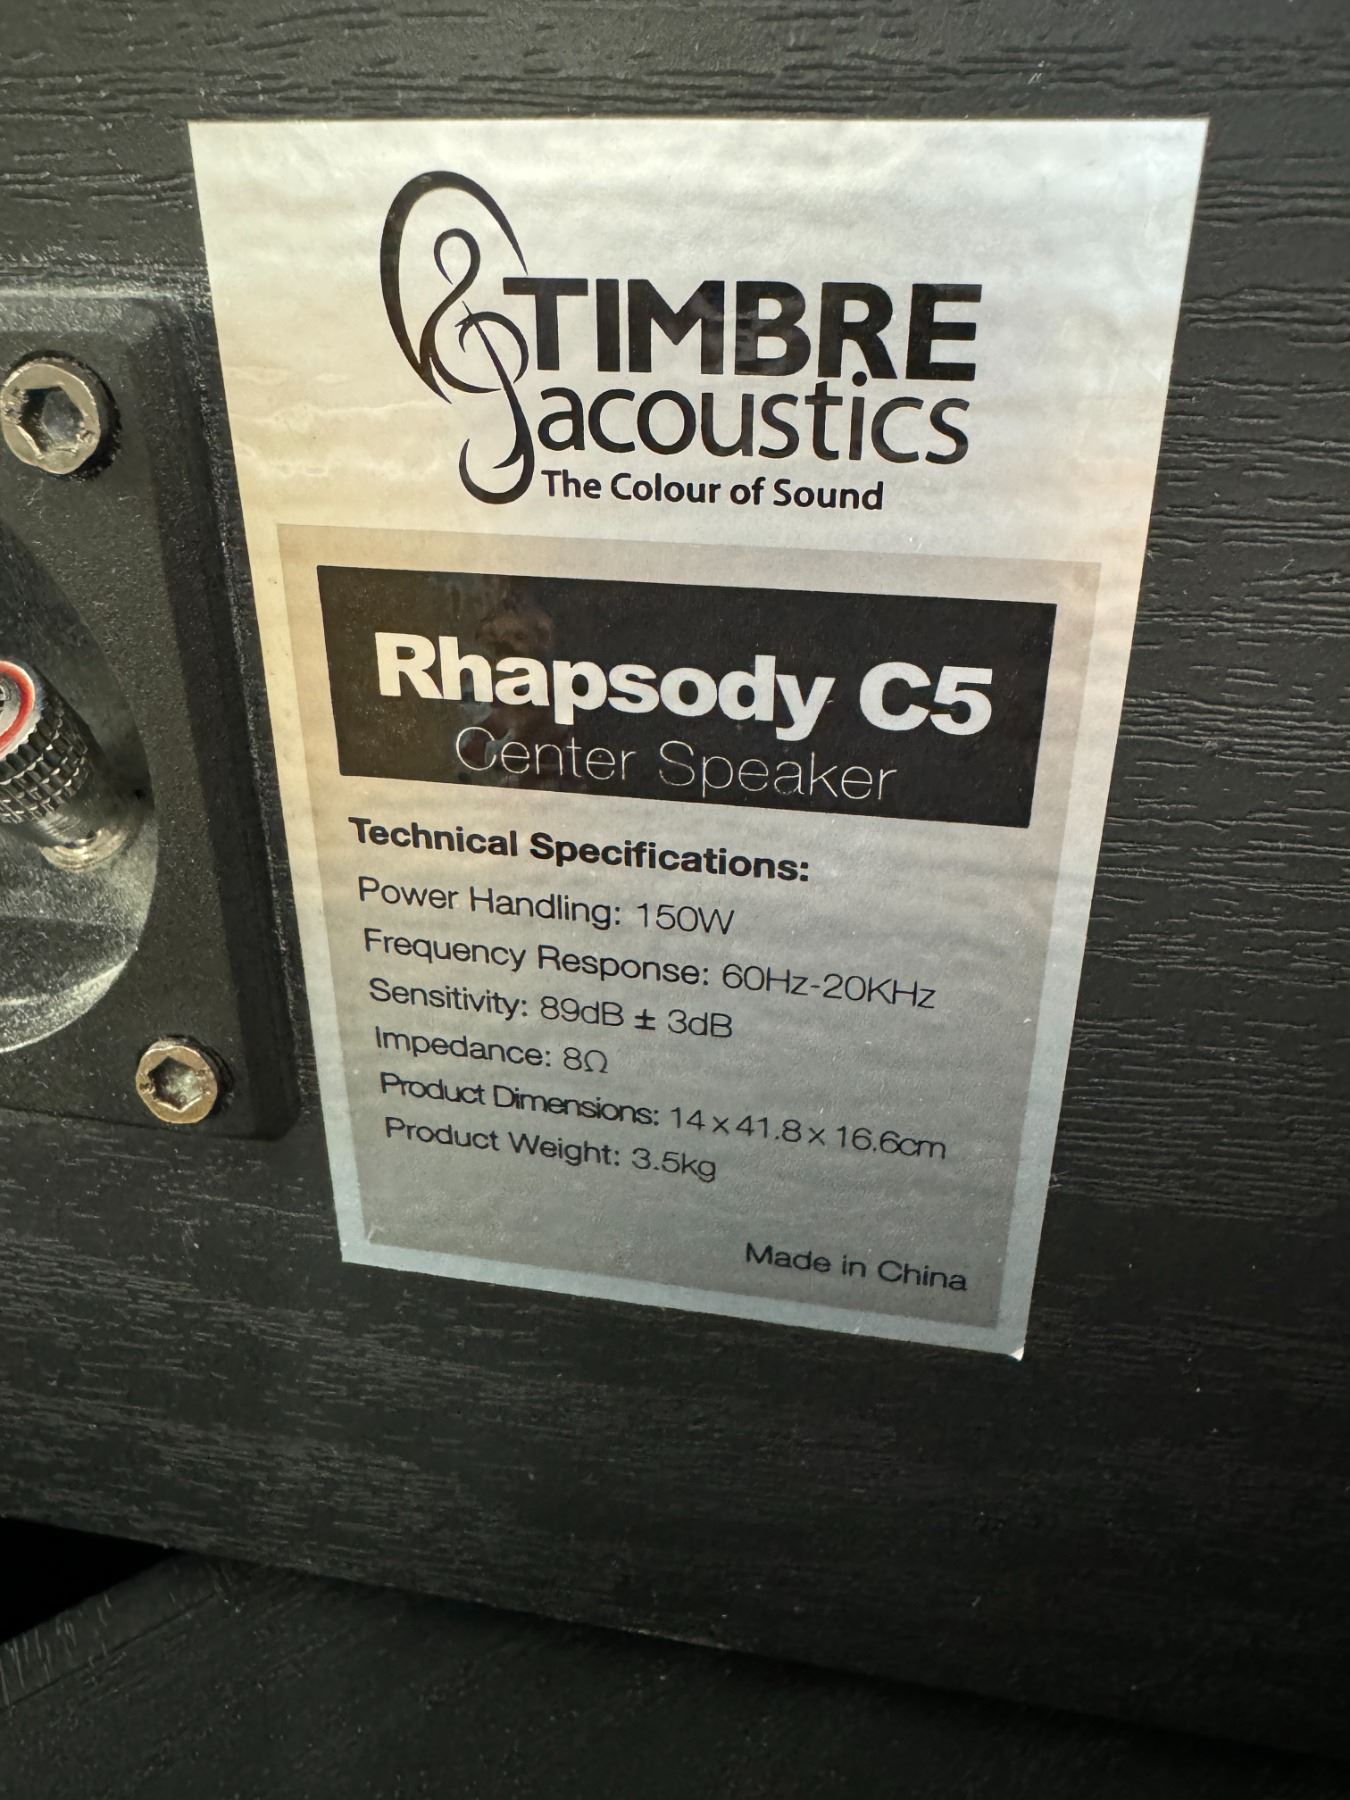 TIMBRE
acoustics
The Colour of Sound
Rhapsody C5
Center Speaker
Technical Specifications:
Power Handling: 150W
Frequency Response: 60Hz-20KHz
Sensitivity: 89dB ± 3dB
Impedance: 8Ω
Product Dimensions: 14 x 41.8 x 16.6cm
Product Weight: 3.5kg
Made in China